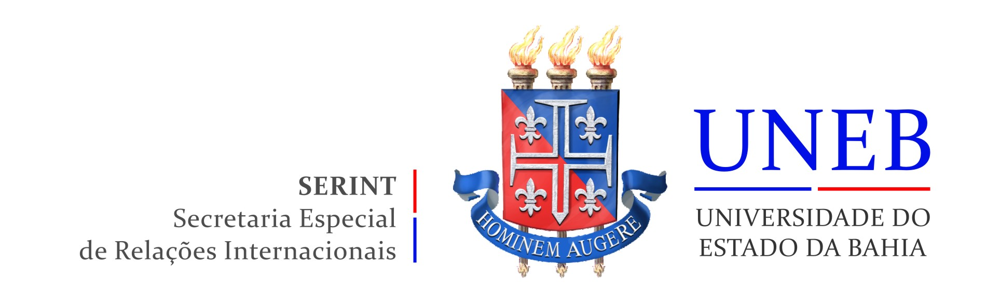 SERINT
Secretaria Especial
de Relações Internacionais
HOMINEM AUGERE
UNEB
UNIVERSIDADE DO
ESTADO DA BAHIA